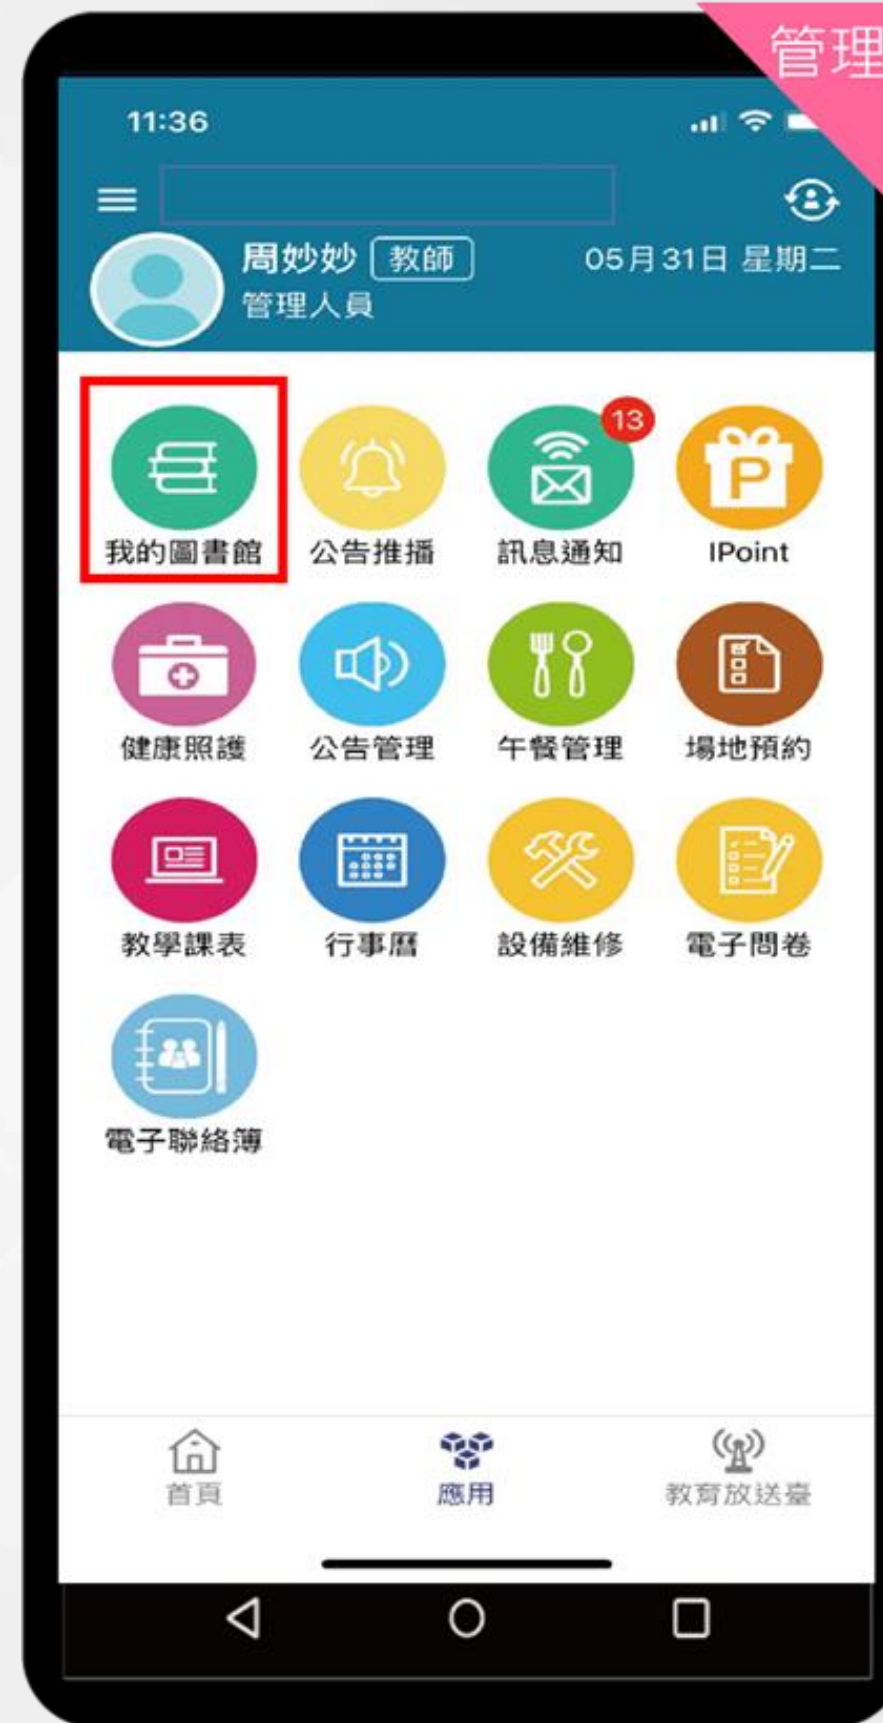 管理
11:36
周妙妙 教師 05月31日 星期二
管理人員
13
P
我的圖書館 公告推播 訊息通知 IPoint
健康照護 公告管理 午餐管理 場地預約
教學課表 行事曆 設備維修 電子問卷
電子聯絡簿
首頁 應用 教育放送臺